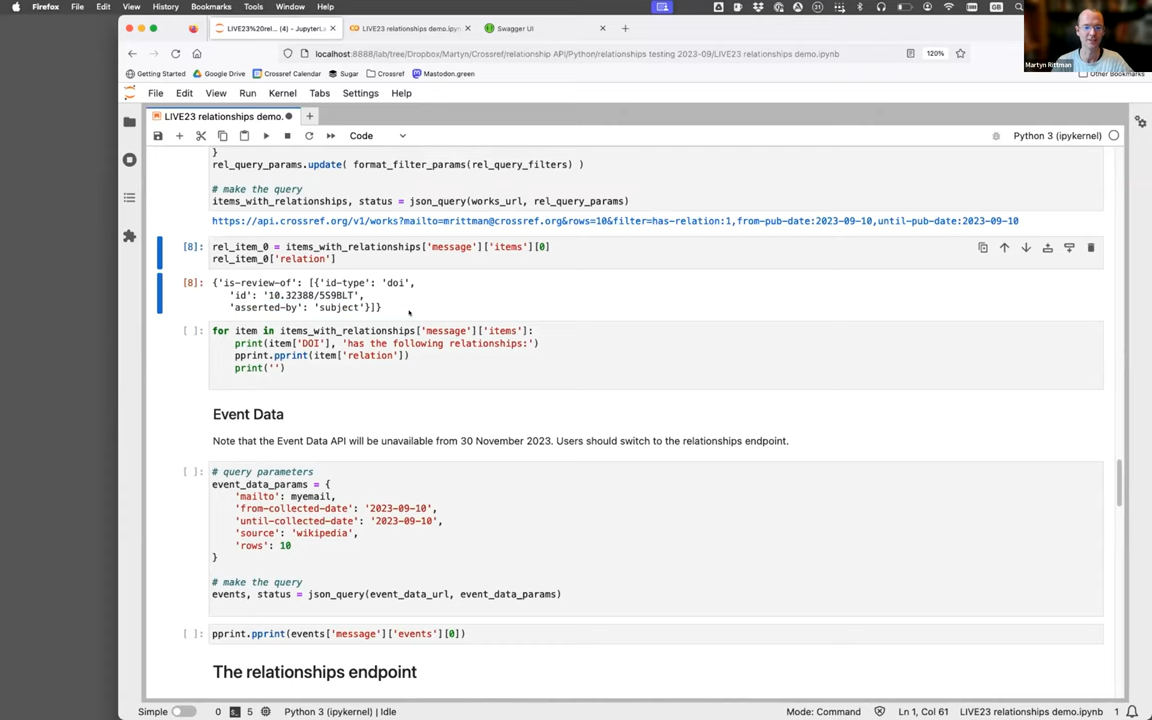 Firefox File Edit View History Bookmarks Tools Window Help
LIVE23%20rel... (4) - JupyterL
LIVE23 relationships demo.ipyn
Swagger UI
localhost:8888/lab/tree/Dropbox/Martyn/Crossref/relationship API/Python/relationships testing 2023-09/LIVE23 relationships demo.ipynb
120%
Martyn Rittman
Getting Started Google Drive Crossref Calendar Sugar Crossref Mastodon.green
Other Bookmarks
File Edit View Run Kernel Tabs Settings Help
LIVE23 relationships demo.
Code
Python 3 (ipykernel)
}
rel_query_params.update( format_filter_params(rel_query_filters) )
# make the query
items_with_relationships, status = json_query(works_url, rel_query_params)
https://api.crossref.org/v1/works?mailto=mrittman@crossref.org&rows=10&filter=has-relation:1,from-pub-date:2023-09-10,until-pub-date:2023-09-10
[8]: rel_item_0 = items_with_relationships['message']['items'][0]
rel_item_0['relation']
[8]: {'is-review-of': [{'id-type': 'doi',
'id': '10.32388/5S9BLT',
'asserted-by': 'subject'}]}
[ ]: for item in items_with_relationships['message']['items']:
print(item['DOI'], 'has the following relationships:')
pprint.pprint(item['relation'])
print('')
Event Data
Note that the Event Data API will be unavailable from 30 November 2023. Users should switch to the relationships endpoint.
[ ]: # query parameters
event_data_params = {
'mailto': myemail,
'from-collected-date': '2023-09-10',
'until-collected-date': '2023-09-10',
'source': 'wikipedia',
'rows': 10
}
# make the query
events, status = json_query(event_data_url, event_data_params)
[ ]: pprint.pprint(events['message']['events'][0])
The relationships endpoint
Simple 0 5 Python 3 (ipykernel) | Idle
Mode: Command Ln 1, Col 61 LIVE23 relationships demo.ipynb 1